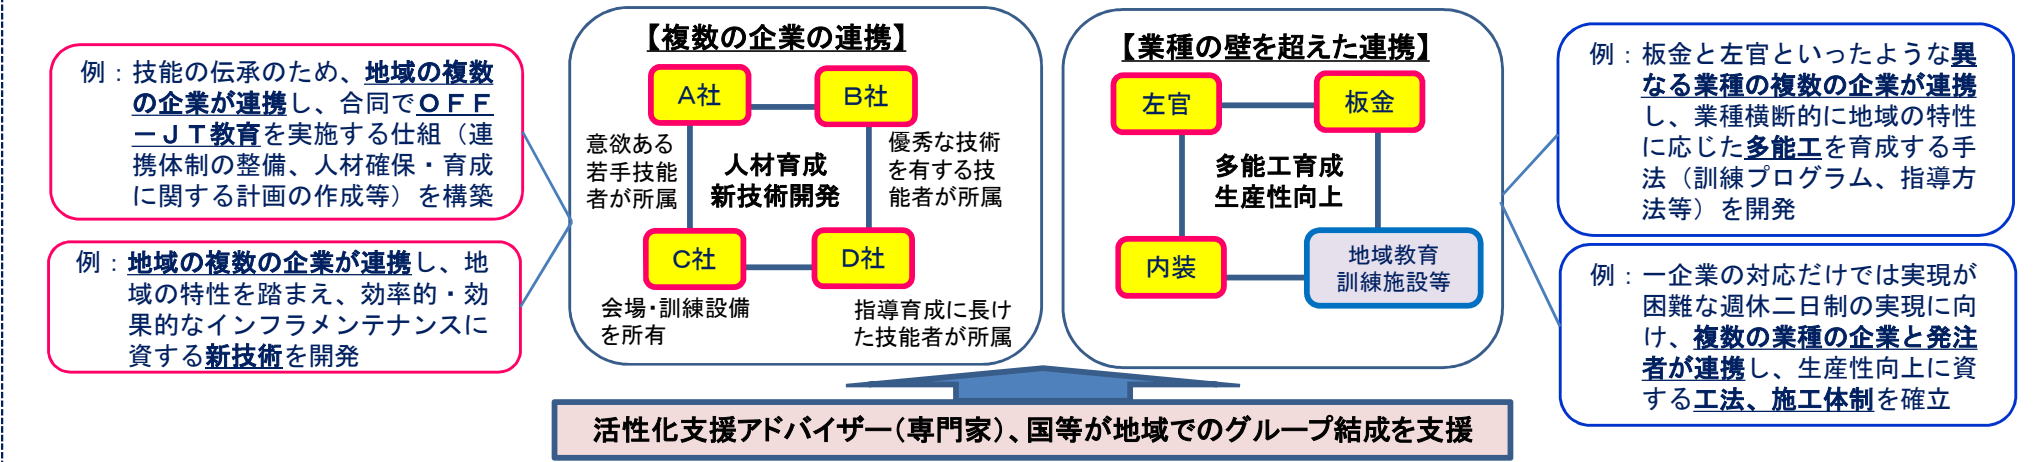 例：技能の伝承のため、地域の複数
の企業が連携し、合同でＯＦＦ
－ＪＴ教育を実施する仕組（連
携体制の整備、人材確保・育成
に関する計画の作成等）を構築
例：地域の複数の企業が連携し、地
域の特性を踏まえ、効率的・効
果的なインフラメンテナンスに
資する新技術を開発
【複数の企業の連携】
A社
B社
意欲ある
若手技能
者が所属
人材育成
新技術開発
優秀な技術
を有する技
能者が所属
C社
D社
会場・訓練設備
を所有
指導育成に長け
た技能者が所属
【業種の壁を超えた連携】
左官
板金
多能工育成
生産性向上
内装
地域教育
訓練施設等
例：板金と左官といったような異
なる業種の複数の企業が連携
し、業種横断的に地域の特性
に応じた多能工を育成する手
法（訓練プログラム、指導方
法等）を開発
例：一企業の対応だけでは実現が
困難な週休二日制の実現に向
け、複数の業種の企業と発注
者が連携し、生産性向上に資
する工法、施工体制を確立
活性化支援アドバイザー（専門家）、国等が地域でのグループ結成を支援